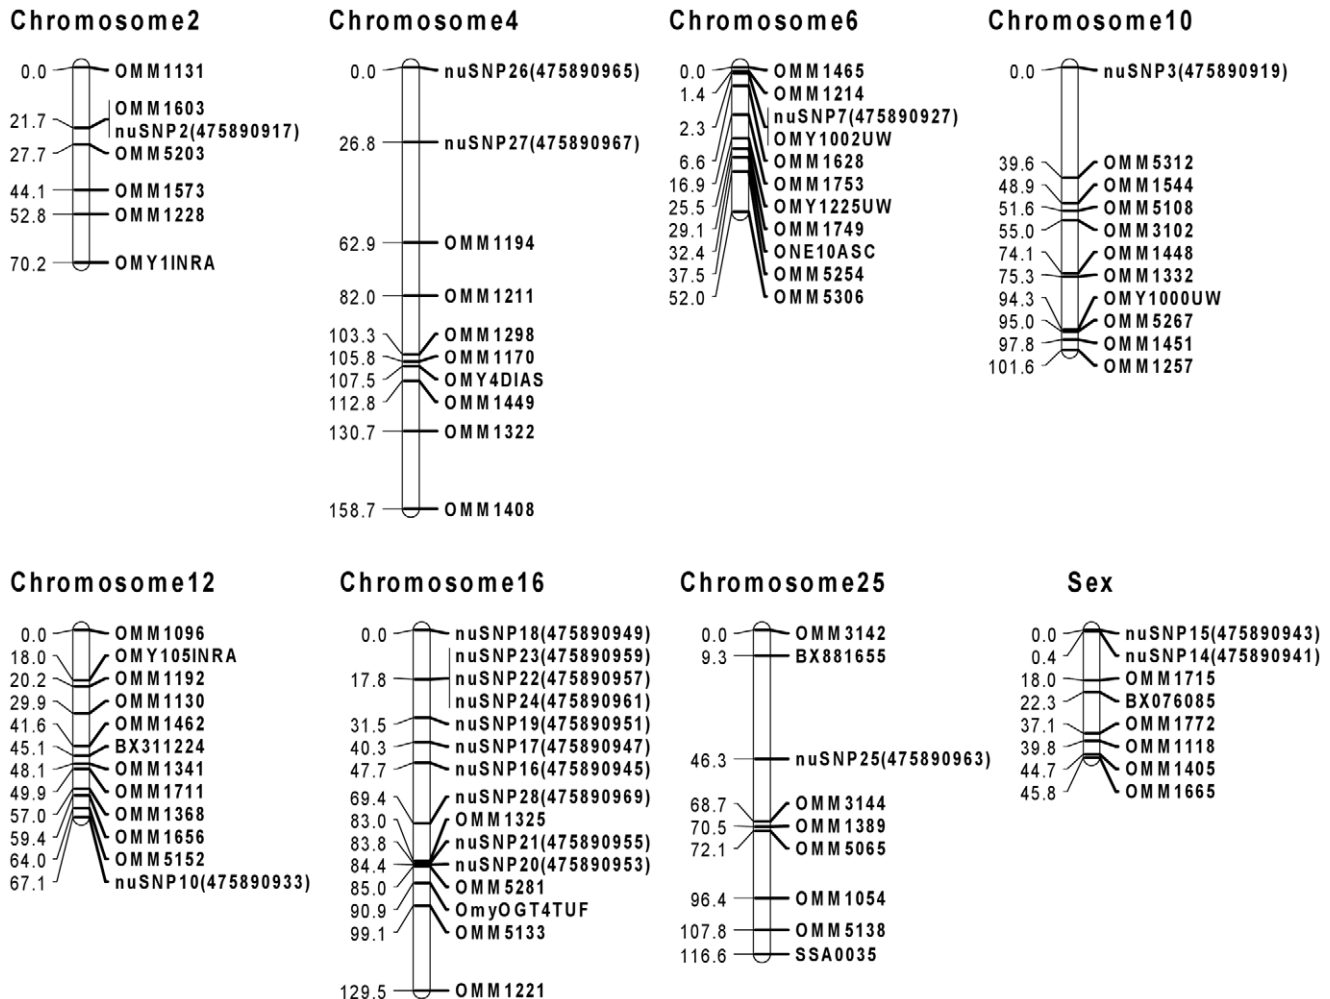 Chromosome2
0.0 OMM1131
OMM1603
21.7 nuSNP2(475890917)
27.7 OMM5203
44.1 OMM1573
52.8 OMM1228
70.2 OMY1INRA
Chromosome4
0.0 nuSNP26(475890965)
26.8 nuSNP27(475890967)
62.9 OMM1194
82.0 OMM1211
103.3 OMM1298
105.8 OMM1170
107.5 OMY4DIAS
112.8 OMM1449
130.7 OMM1322
158.7 OMM1408
Chromosome6
0.0 OMM1465
1.4 OMM1214
nuSNP7(475890927)
2.3 OMY1002UW
6.6 OMM1628
16.9 OMM1753
25.5 OMY1225UW
29.1 OMM1749
32.4 ONE10ASC
37.5 OMM5254
52.0 OMM5306
Chromosome10
0.0 nuSNP3(475890919)
39.6 OMM5312
48.9 OMM1544
51.6 OMM5108
55.0 OMM3102
74.1 OMM1448
75.3 OMM1332
94.3 OMY1000UW
95.0 OMM5267
97.8 OMM1451
101.6 OMM1257
Chromosome12
0.0 OMM1096
18.0 OMY105INRA
20.2 OMM1192
29.9 OMM1130
41.6 OMM1462
45.1 BX311224
48.1 OMM1341
49.9 OMM1711
57.0 OMM1368
59.4 OMM1656
64.0 OMM5152
67.1 nuSNP10(475890933)
Chromosome16
0.0 nuSNP18(475890949)
nuSNP23(475890959)
17.8 nuSNP22(475890957)
nuSNP24(475890961)
31.5 nuSNP19(475890951)
40.3 nuSNP17(475890947)
47.7 nuSNP16(475890945)
69.4 nuSNP28(475890969)
83.0 OMM1325
83.8 nuSNP21(475890955)
84.4 nuSNP20(475890953)
85.0 OMM5281
90.9 OmyOGT4TUF
99.1 OMM5133
129.5 OMM1221
Chromosome25
0.0 OMM3142
9.3 BX881655
46.3 nuSNP25(475890963)
68.7 OMM3144
70.5 OMM1389
72.1 OMM5065
96.4 OMM1054
107.8 OMM5138
116.6 SSA0035
Sex
0.0 nuSNP15(475890943)
0.4 nuSNP14(475890941)
18.0 OMM1715
22.3 BX076085
37.1 OMM1772
39.8 OMM1118
44.7 OMM1405
45.8 OMM1665